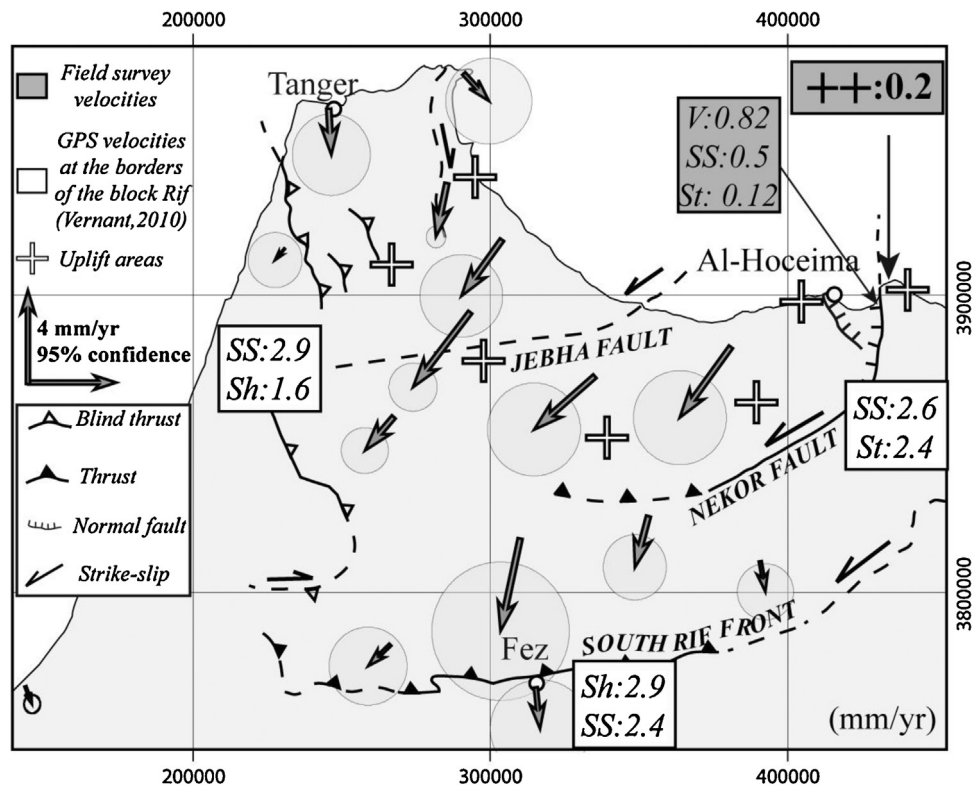 200000 300000 400000
Field survey
velocities
GPS velocities
at the borders
of the block Rif
(Vernant,2010)
Uplift areas
4 mm/yr
95% confidence
Blind thrust
Thrust
Normal fault
Strike-slip
Tanger
++:0.2
V:0.82
SS:0.5
St: 0.12
Al-Hoceima
3900000
JEBHA FAULT
SS:2.9
Sh:1.6
SS:2.6
St:2.4
NEKOR FAULT
3800000
SOUTH RIF FRONT
Fez
Sh:2.9
SS:2.4
(mm/yr)
200000 300000 400000